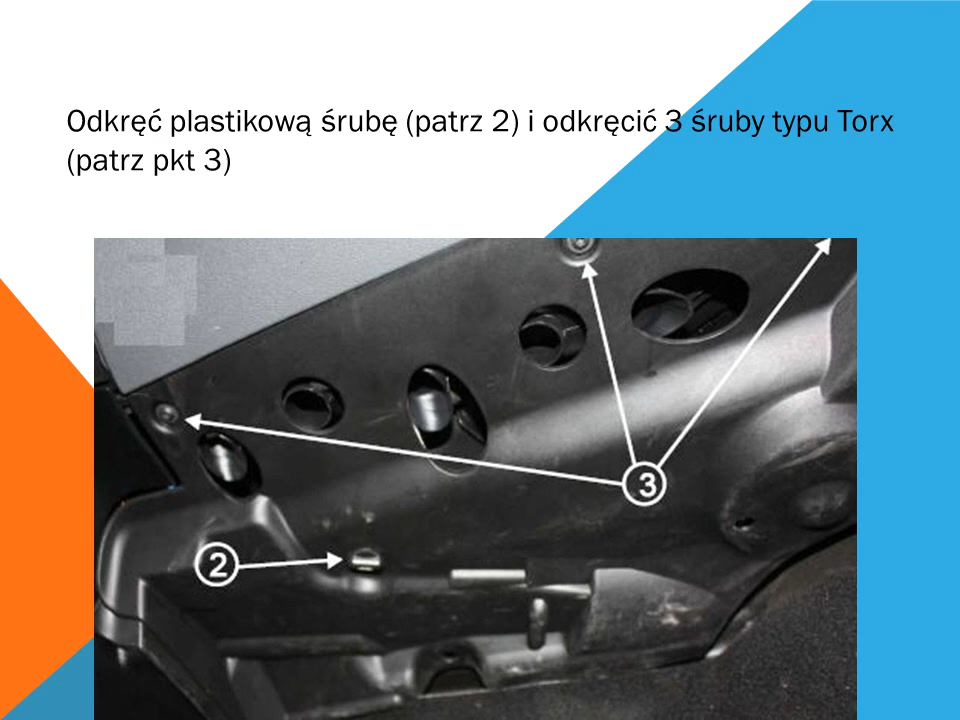 Odkręć plastikową śrubę (patrz 2) i odkręcić 3 śruby typu Torx
(patrz pkt 3)
3
2